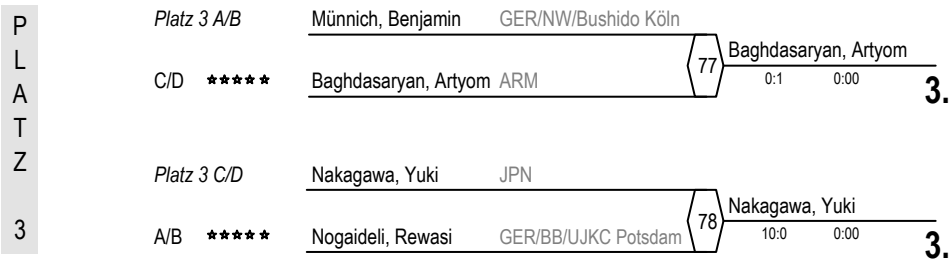 PLATZ 3
Platz 3 A/B Münnich, Benjamin GER/NW/Bushido Köln
77 Baghdasaryan, Artyom
C/D ***** Baghdasaryan, Artyom ARM
0:1 0:00 3.
Platz 3 C/D Nakagawa, Yuki JPN
78 Nakagawa, Yuki
A/B ***** Nogaideli, Rewasi GER/BB/UJKC Potsdam
10:0 0:00 3.